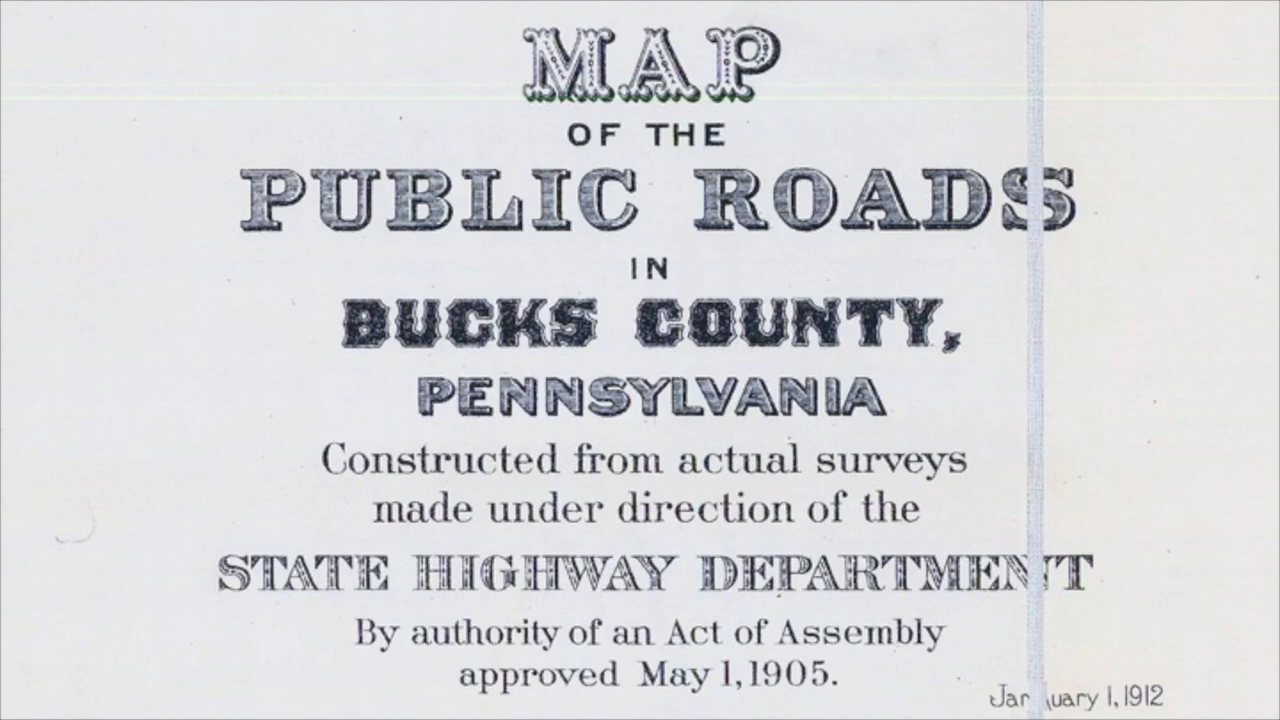 MAP
OF THE
PUBLIC ROADS
IN
BUCKS COUNTY,
PENNSYLVANIA
Constructed from actual surveys
made under direction of the
STATE HIGHWAY DEPARTMENT
By authority of an Act of Assembly
approved May 1, 1905.
January 1, 1912